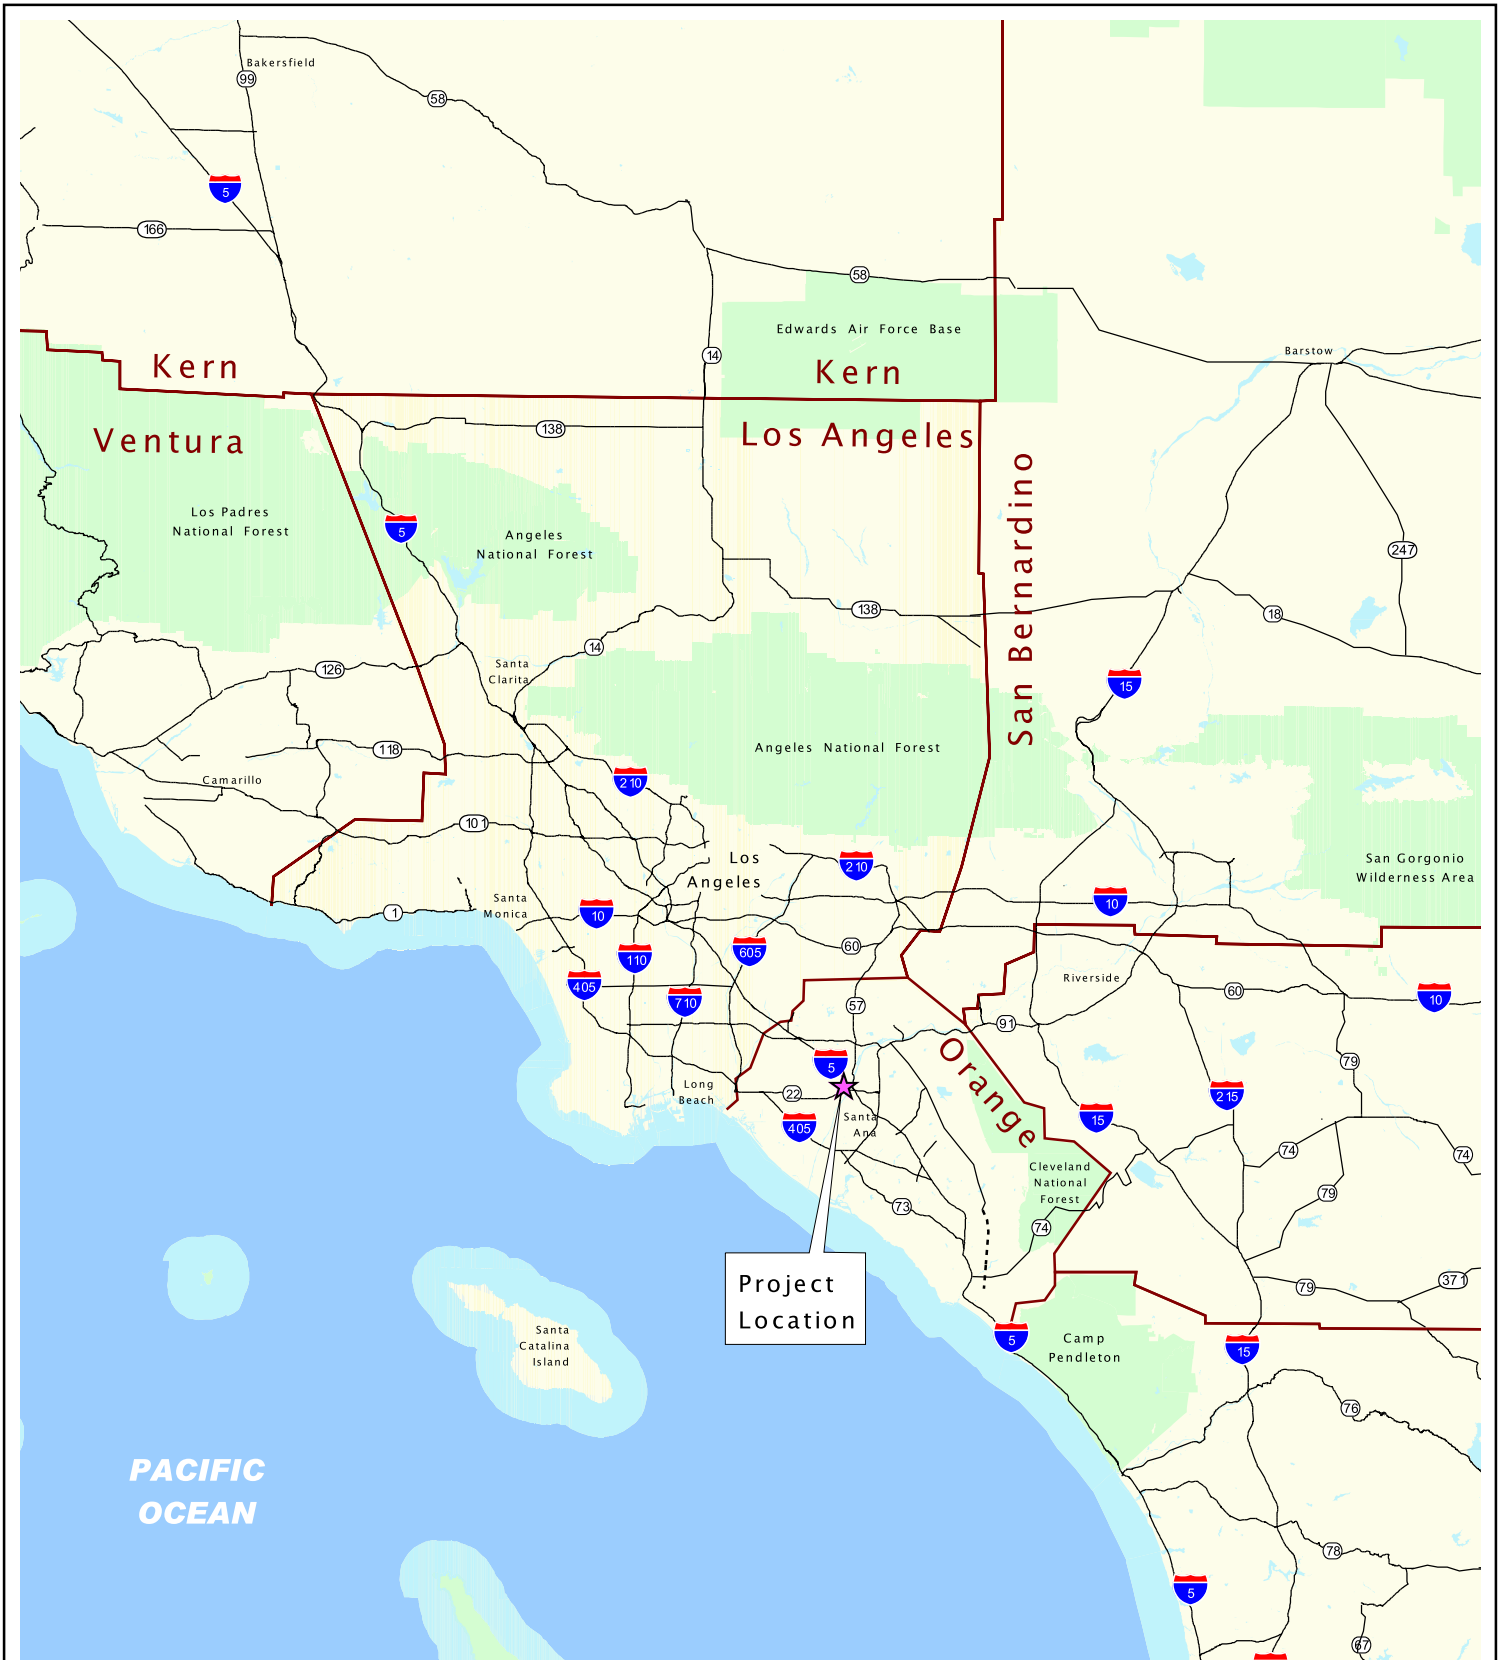 Bakersfield
99
58
5
166
58
Edwards Air Force Base
14
Barstow
Kern
Kern
138
Los Angeles
Ventura
San Bernardino
Los Padres
National Forest
5
Angeles
National Forest
247
138
18
14
126
Santa
Clarita
15
118
Angeles National Forest
Camarillo
210
101
Los
Angeles
210
San Gorgonio
Wilderness Area
Santa
Monica
1
10
10
60
110
605
405
710
Riverside
60
10
57
91
Orange
5
79
Long
Beach
22
215
405
Santa
Ana
15
74
74
Cleveland
National
Forest
79
73
74
Project
Location
79
371
5
Camp
Pendleton
15
Santa
Catalina
Island
76
PACIFIC
OCEAN
78
5
67